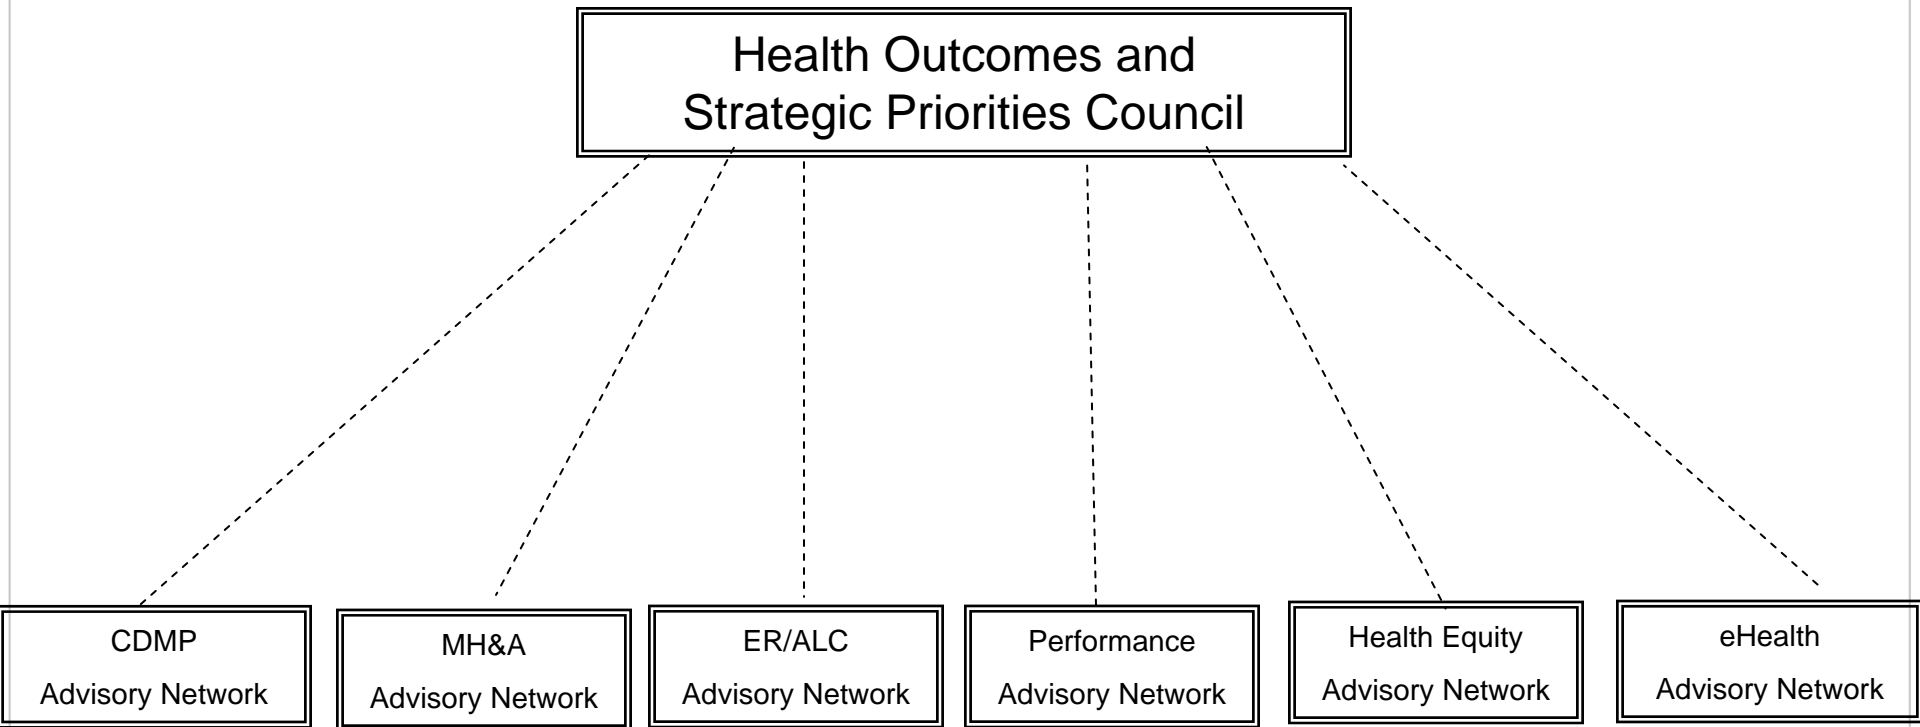 Health Outcomes and
Strategic Priorities Council
CDMP
Advisory Network
MH&A
Advisory Network
ER/ALC
Advisory Network
Performance
Advisory Network
Health Equity
Advisory Network
eHealth
Advisory Network